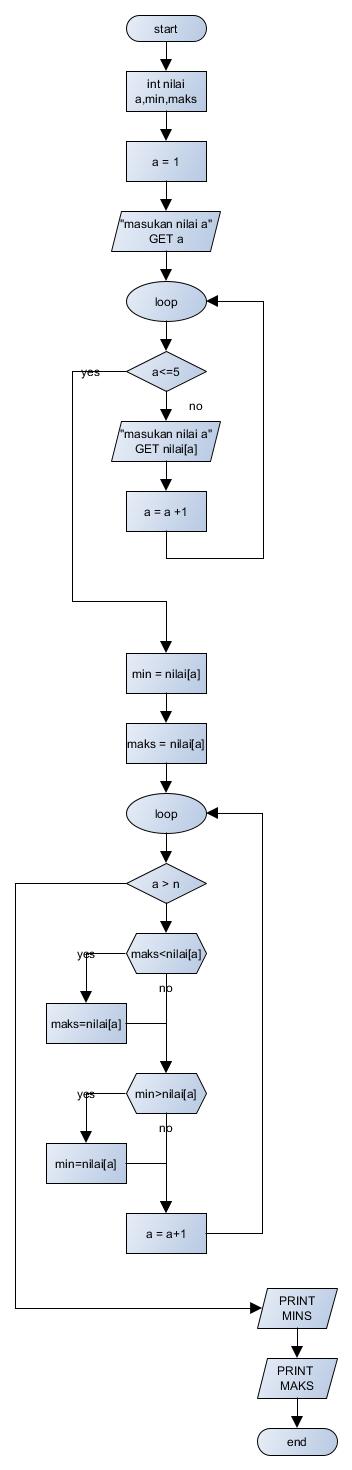 start
int nilai
a,min,maks
a = 1
"masukan nilai a"
GET a
loop
a<=5
yes
no
"masukan nilai a"
GET nilai[a]
a = a +1
min = nilai[a]
maks = nilai[a]
loop
a > n
maks<nilai[a]
yes
no
maks=nilai[a]
min>nilai[a]
yes
no
min=nilai[a]
a = a+1
PRINT
MINS
PRINT
MAKS
end